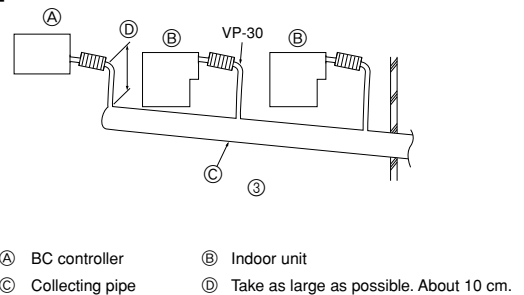 Ⓐ
Ⓓ
Ⓑ
VP-30
Ⓑ
Ⓒ
③
Ⓐ BC controller Ⓑ Indoor unit
Ⓒ Collecting pipe Ⓓ Take as large as possible. About 10 cm.